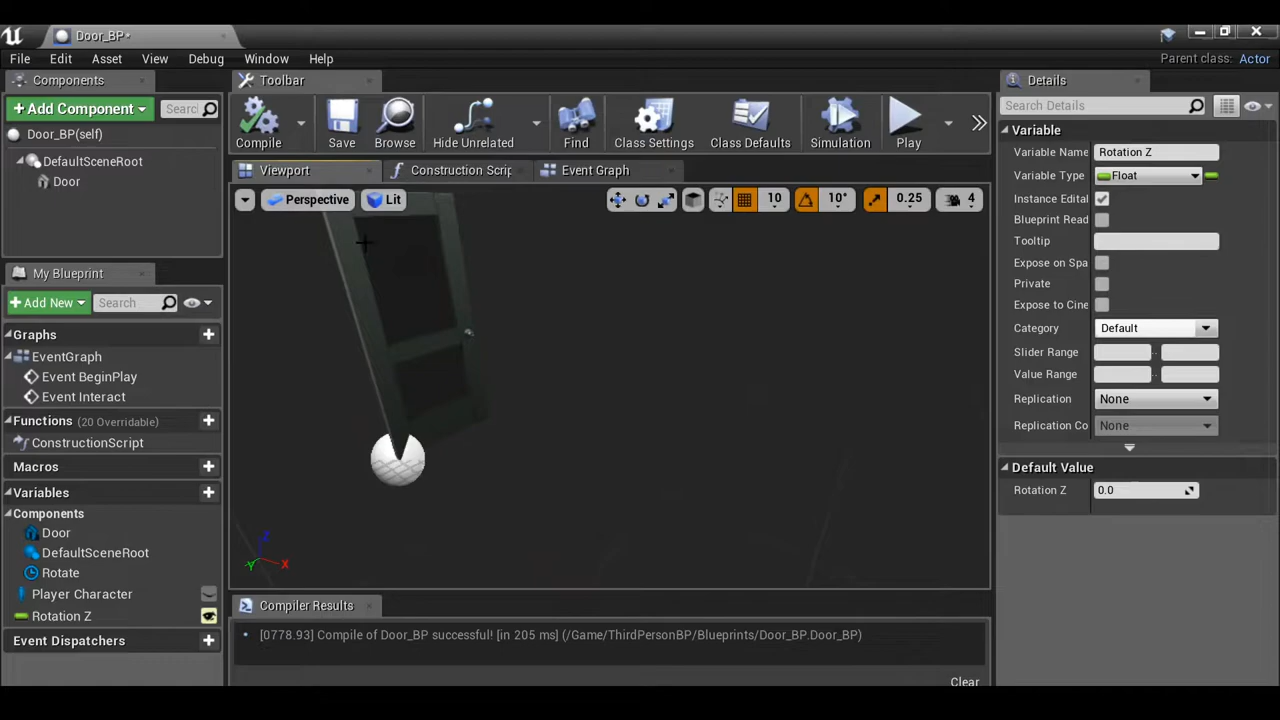 Door_BP*
File Edit Asset View Debug Window Help
Parent class: Actor
Components
Toolbar
Details
+ Add Component
Searc
Search Details
Compile
Save
Browse
Hide Unrelated
Find
Class Settings
Class Defaults
Simulation
Play
Door_BP(self)
DefaultSceneRoot
Door
Viewport
Construction Scrip
Event Graph
Perspective
Lit
10
10°
0.25
4
Variable
Variable Name
Rotation Z
Variable Type
Float
Instance Edital
Blueprint Read
Tooltip
Expose on Spa
Private
Expose to Cine
Category
Default
Slider Range
Value Range
Replication
None
Replication Co
None
Default Value
Rotation Z
0.0
My Blueprint
+ Add New
Search
Graphs
EventGraph
Event BeginPlay
Event Interact
Functions (20 Overridable)
ConstructionScript
Macros
Variables
Components
Door
DefaultSceneRoot
Rotate
Player Character
Rotation Z
Event Dispatchers
Z
Y
X
Compiler Results
[0778.93] Compile of Door_BP successful! [in 205 ms] (/Game/ThirdPersonBP/Blueprints/Door_BP.Door_BP)
Clear